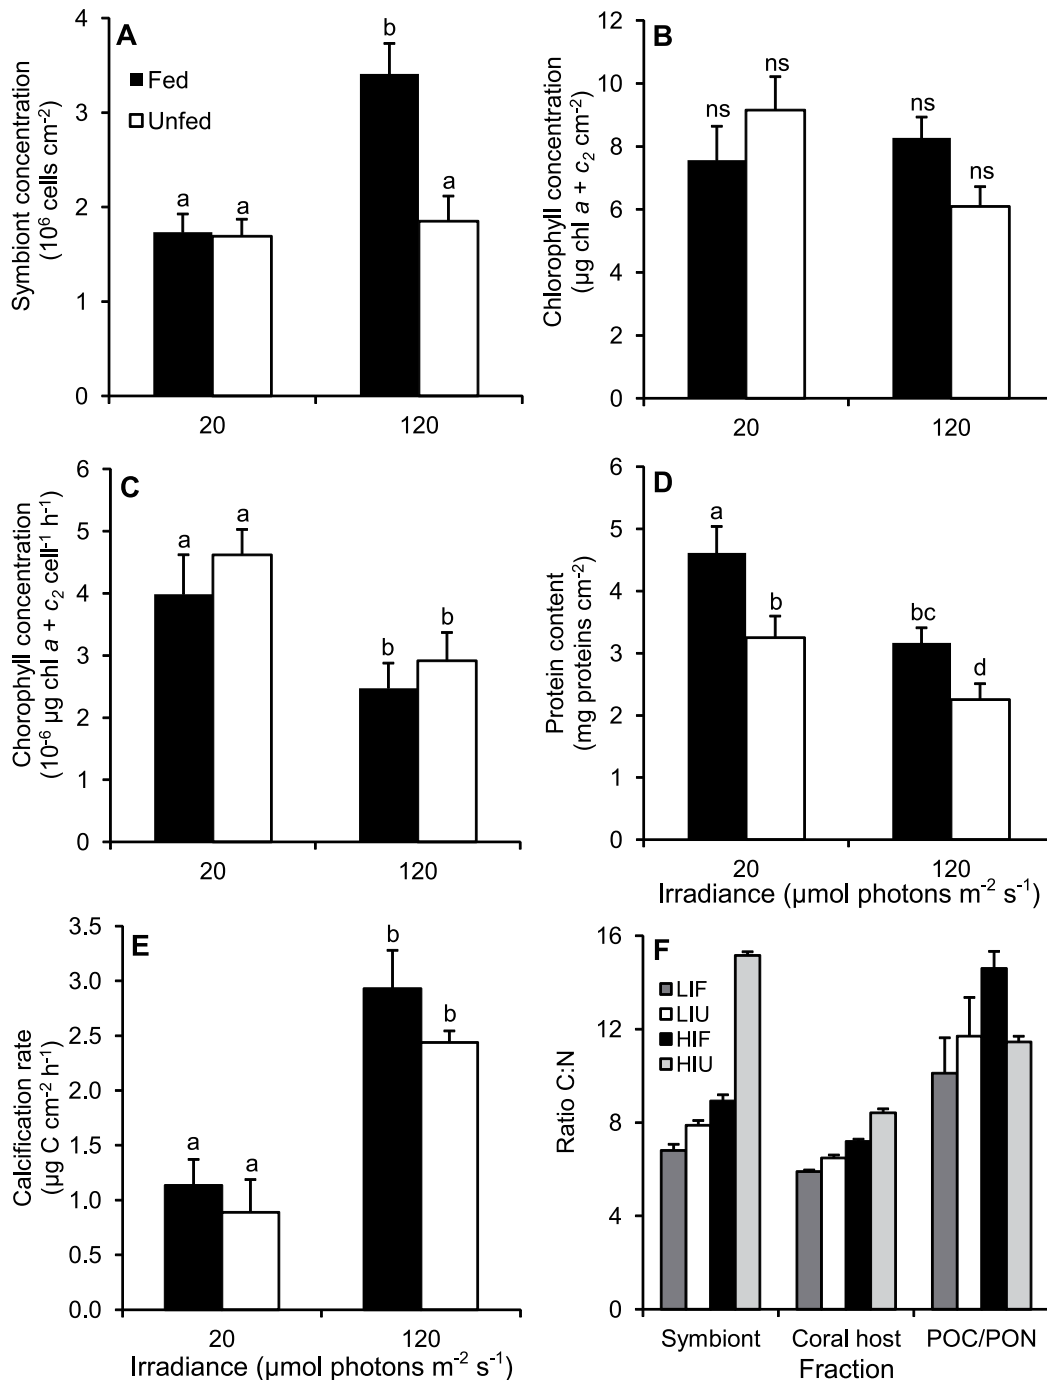 A
Symbiont concentration
(10⁶ cells cm⁻²)
4
3
2
1
0
Fed
Unfed
a
a
b
a
20
120
B
Chlorophyll concentration
(µg chl a + c₂ cm⁻²)
12
10
8
6
4
2
0
ns
ns
ns
ns
20
120
C
Chorophyll concentration
(10⁻⁶ µg chl a + c₂ cell⁻¹ h⁻¹)
6
5
4
3
2
1
0
a
a
b
b
20
120
D
Protein content
(mg proteins cm⁻²)
6
5
4
3
2
1
0
a
b
bc
d
20
120
Irradiance (µmol photons m⁻² s⁻¹)
E
Calcification rate
(µg C cm⁻² h⁻¹)
3.5
3.0
2.5
2.0
1.5
1.0
0.5
0.0
a
a
b
b
20
120
Irradiance (µmol photons m⁻² s⁻¹)
F
Ratio C:N
16
12
8
4
0
LIF
LIU
HIF
HIU
Symbiont
Coral host
POC/PON
Fraction